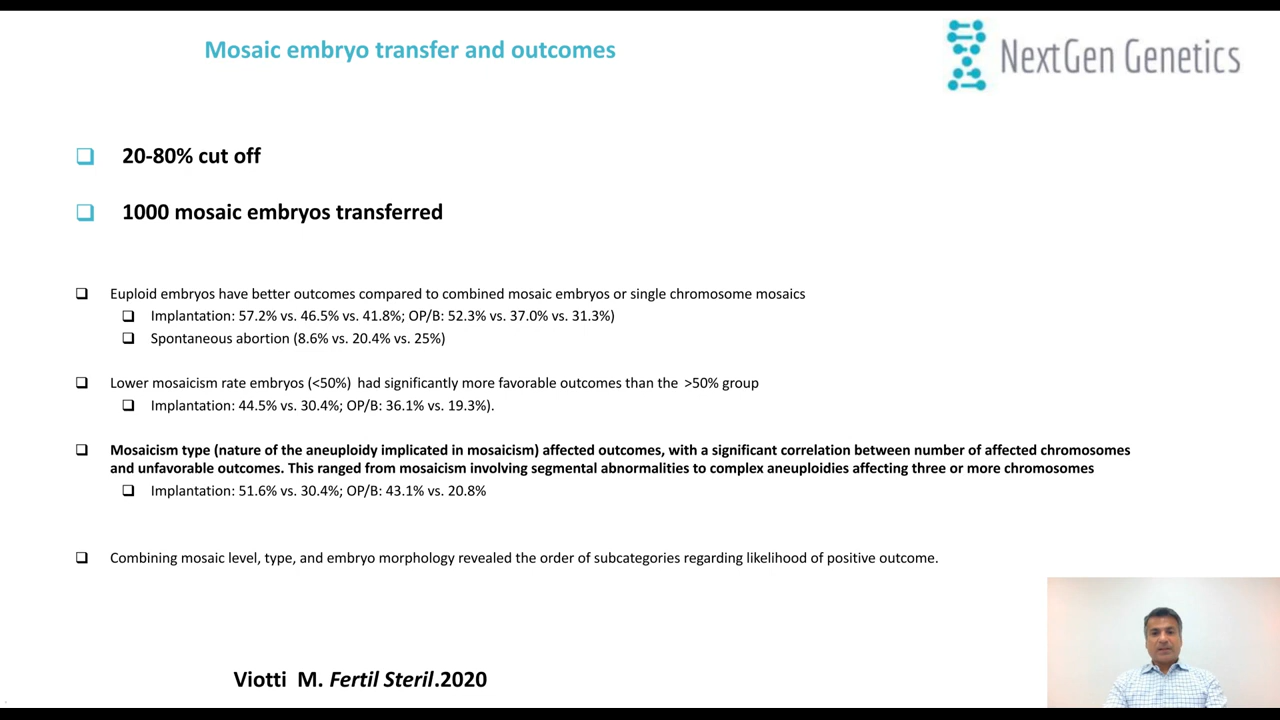 Mosaic embryo transfer and outcomes
NextGen Genetics
20-80% cut off
1000 mosaic embryos transferred
Euploid embryos have better outcomes compared to combined mosaic embryos or single chromosome mosaics
Implantation: 57.2% vs. 46.5% vs. 41.8%; OP/B: 52.3% vs. 37.0% vs. 31.3%)
Spontaneous abortion (8.6% vs. 20.4% vs. 25%)
Lower mosaicism rate embryos (<50%) had significantly more favorable outcomes than the >50% group
Implantation: 44.5% vs. 30.4%; OP/B: 36.1% vs. 19.3%).
Mosaicism type (nature of the aneuploidy implicated in mosaicism) affected outcomes, with a significant correlation between number of affected chromosomes
and unfavorable outcomes. This ranged from mosaicism involving segmental abnormalities to complex aneuploidies affecting three or more chromosomes
Implantation: 51.6% vs. 30.4%; OP/B: 43.1% vs. 20.8%
Combining mosaic level, type, and embryo morphology revealed the order of subcategories regarding likelihood of positive outcome.
Viotti M. Fertil Steril.2020